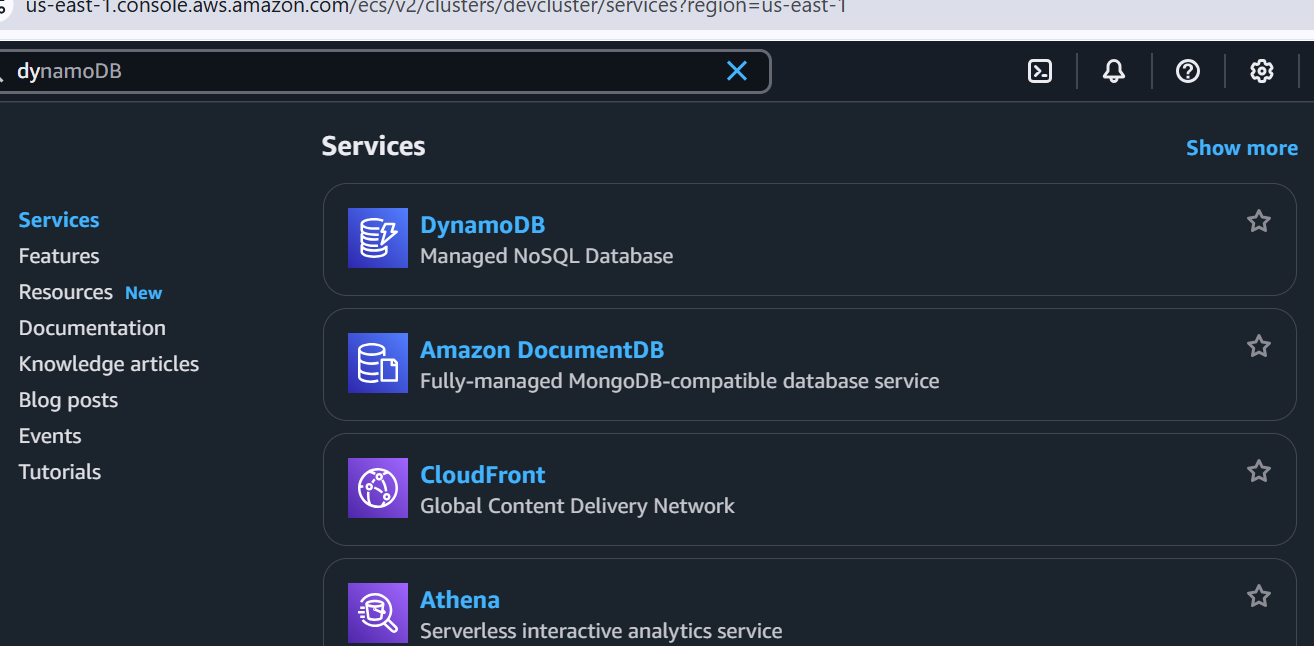 us-east-1.console.aws.amazon.com/ecs/v2/clusters/devcluster/services?region=us-east-1
dynamoDB
Services
Show more
Services
Features
Resources New
Documentation
Knowledge articles
Blog posts
Events
Tutorials
DynamoDB
Managed NoSQL Database
Amazon DocumentDB
Fully-managed MongoDB-compatible database service
CloudFront
Global Content Delivery Network
Athena
Serverless interactive analytics service